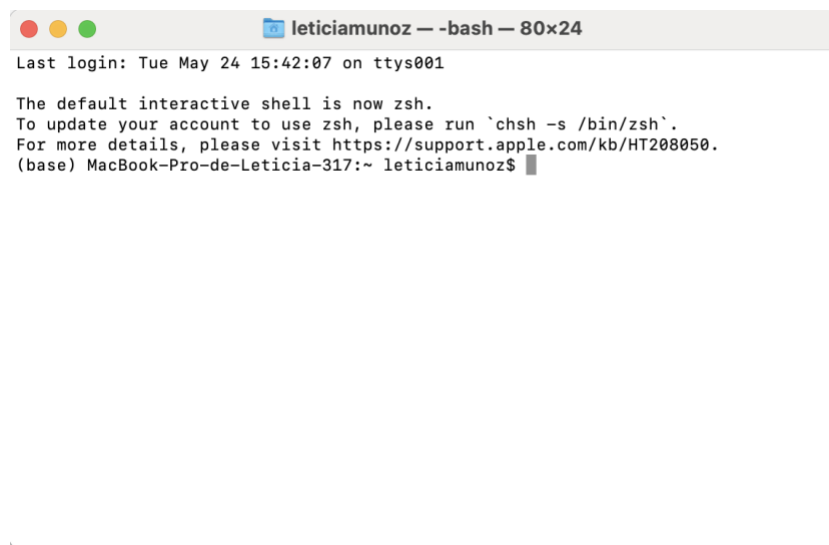 leticiamunoz — -bash — 80×24
Last login: Tue May 24 15:42:07 on ttys001
The default interactive shell is now zsh.
To update your account to use zsh, please run `chsh -s /bin/zsh`.
For more details, please visit https://support.apple.com/kb/HT208050.
(base) MacBook-Pro-de-Leticia-317:~ leticiamunoz$